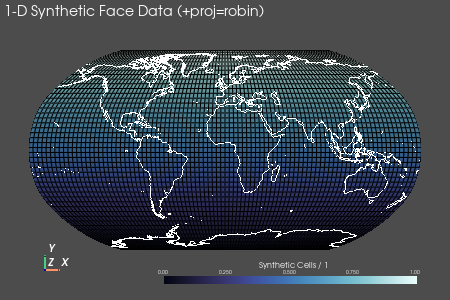 1-D Synthetic Face Data (+proj=robin)
Y
Z X
Synthetic Cells / 1
0.00 0.250 0.500 0.750 1.00